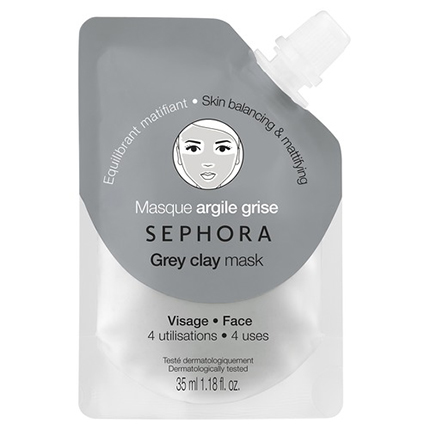 Equilibrant matifiant • Skin balancing & mattifying
Masque argile grise
SEPHORA
Grey clay mask
Visage • Face
4 utilisations • 4 uses
Testé dermatologiquement
Dermatologically tested
35 ml 1.18 fl. oz.